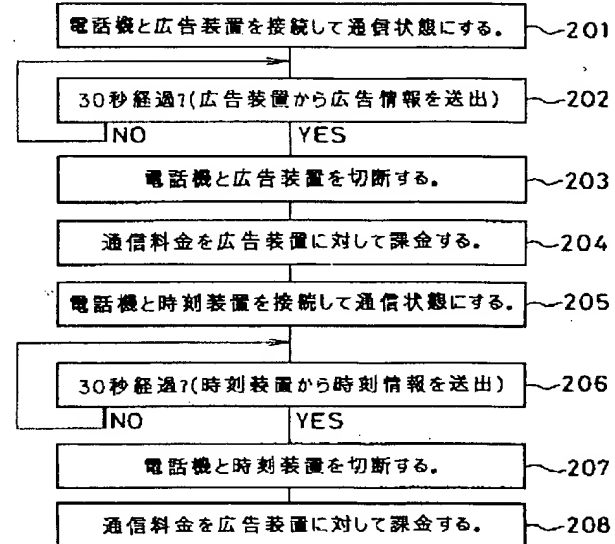 電話機と広告装置を接続して通信状態にする。 201
30秒経過?(広告装置から広告情報を送出) 202
NO YES
電話機と広告装置を切断する。 203
通信料金を広告装置に対して課金する。 204
電話機と時刻装置を接続して通信状態にする。 205
30秒経過?(時刻装置から時刻情報を送出) 206
NO YES
電話機と時刻装置を切断する。 207
通信料金を広告装置に対して課金する。 208